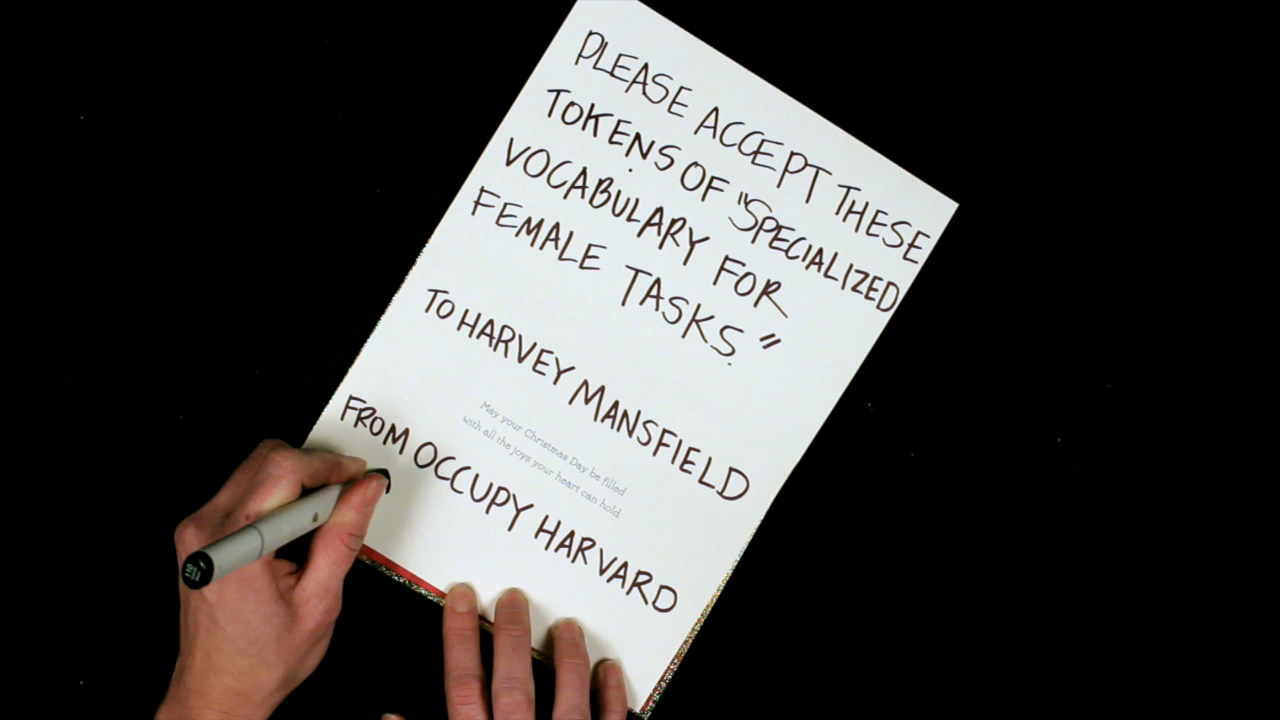 PLEASE ACCEPT THESE
TOKENS OF "SPECIALIZED
VOCABULARY FOR
FEMALE TASKS."
TO HARVEY MANSFIELD
May your Christmas Day be filled
with all the joys your heart can hold
FROM OCCUPY HARVARD